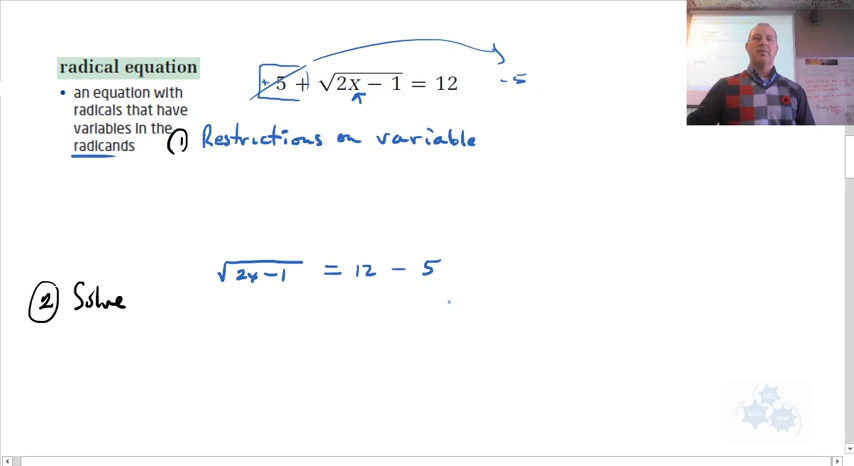 radical equation
• an equation with
radicals that have
variables in the
radicands
+ 5 + √2x − 1 = 12
- 5
① Restrictions on variable
√2x-1 = 12 - 5
② Solve